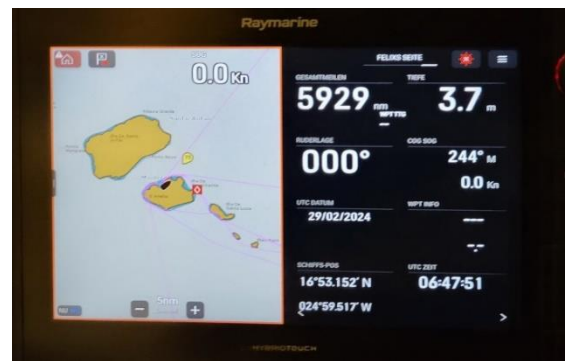 Raymarine
0.0 Kn
5nm
FELIXS SEITE
GESAMTMEILEN
TIEFE
5929 nm
WPT TTG
--
3.7 m
RUDERLAGE
COG SOG
000°
244° M
0.0 Kn
UTC DATUM
WPT INFO
29/02/2024
---
--.-
SCHIFFS-POS
UTC ZEIT
16°53.152' N
06:47:51
024°59.517' W
HYBRIDTOUCH